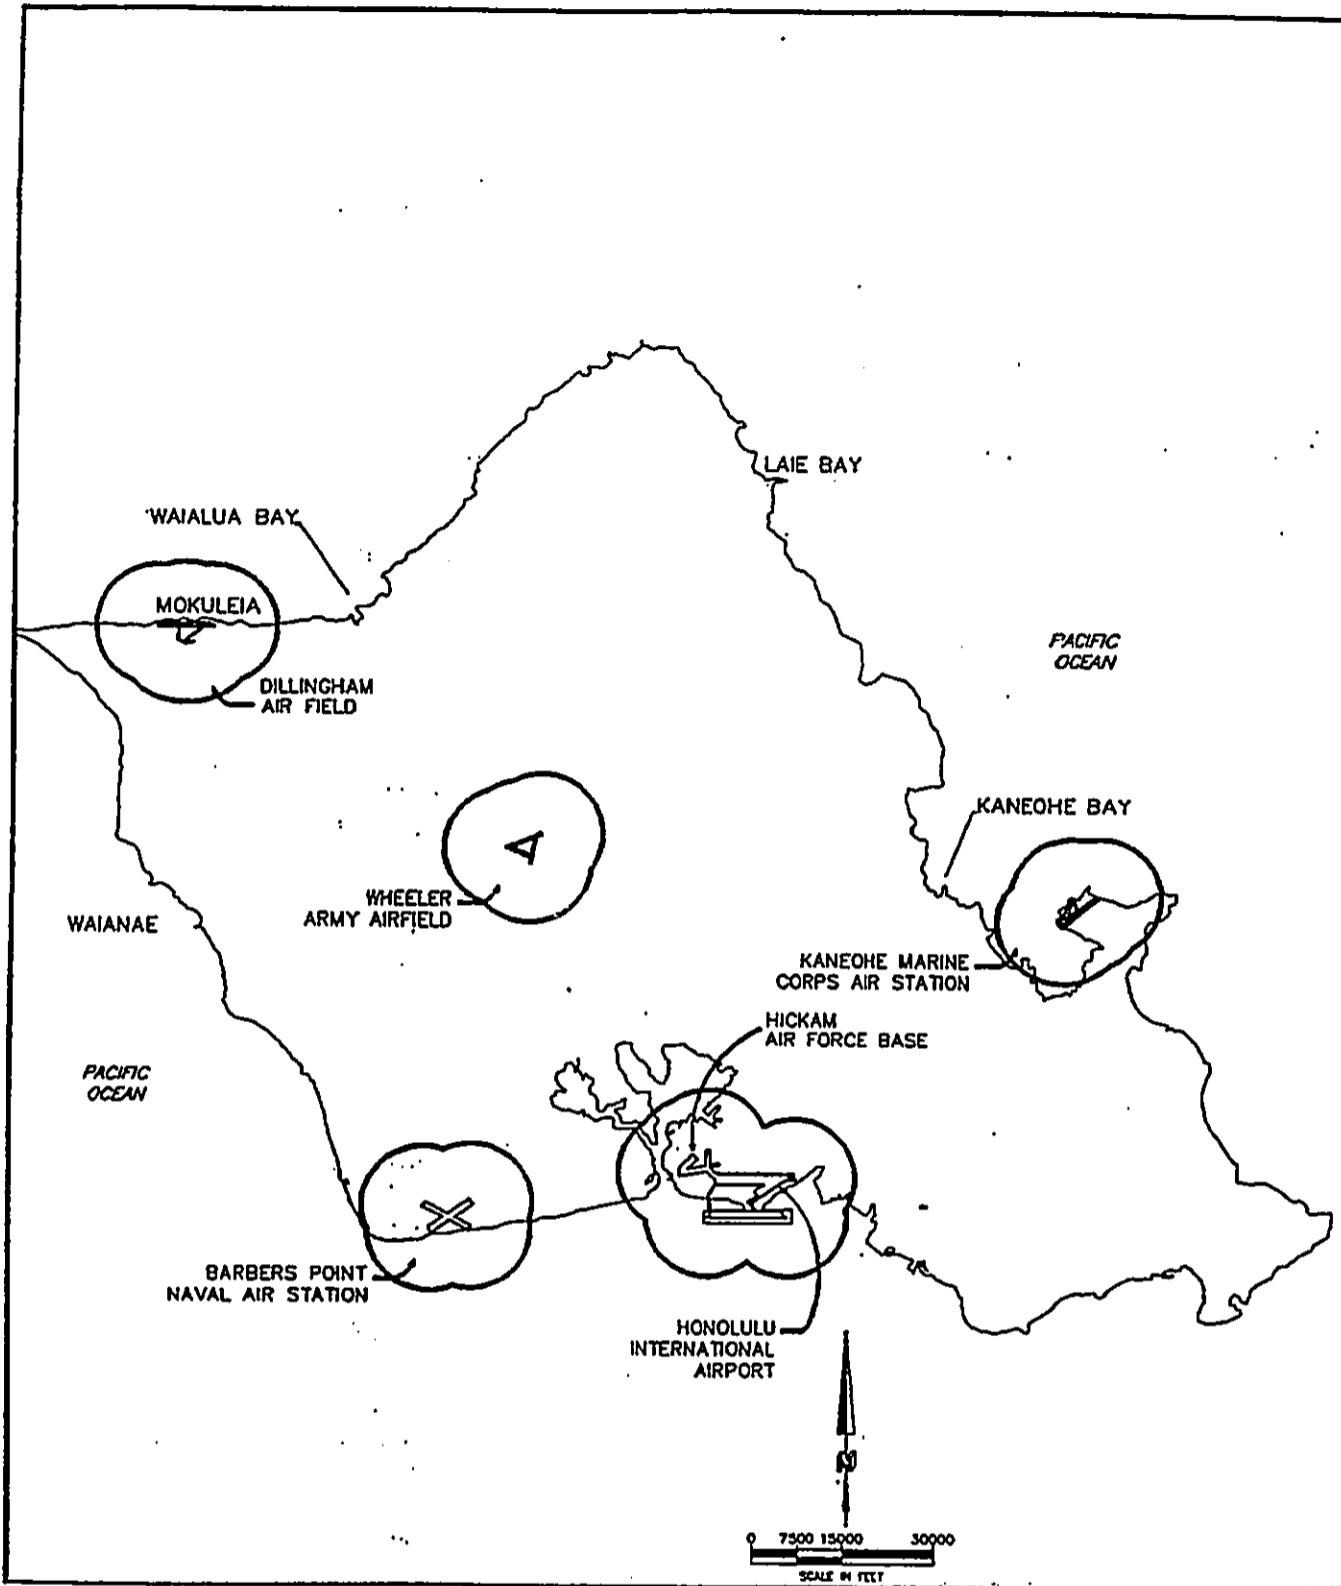 LAIE BAY
WAIALUA BAY
MOKULEIA
PACIFIC
OCEAN
DILLINGHAM
AIR FIELD
KANEOHE BAY
WHEELER
ARMY AIRFIELD
WAIANAE
KANEOHE MARINE
CORPS AIR STATION
HICKAM
AIR FORCE BASE
PACIFIC
OCEAN
BARBERS POINT
NAVAL AIR STATION
HONOLULU
INTERNATIONAL
AIRPORT
N
0 7500 15000 30000
SCALE IN FEET